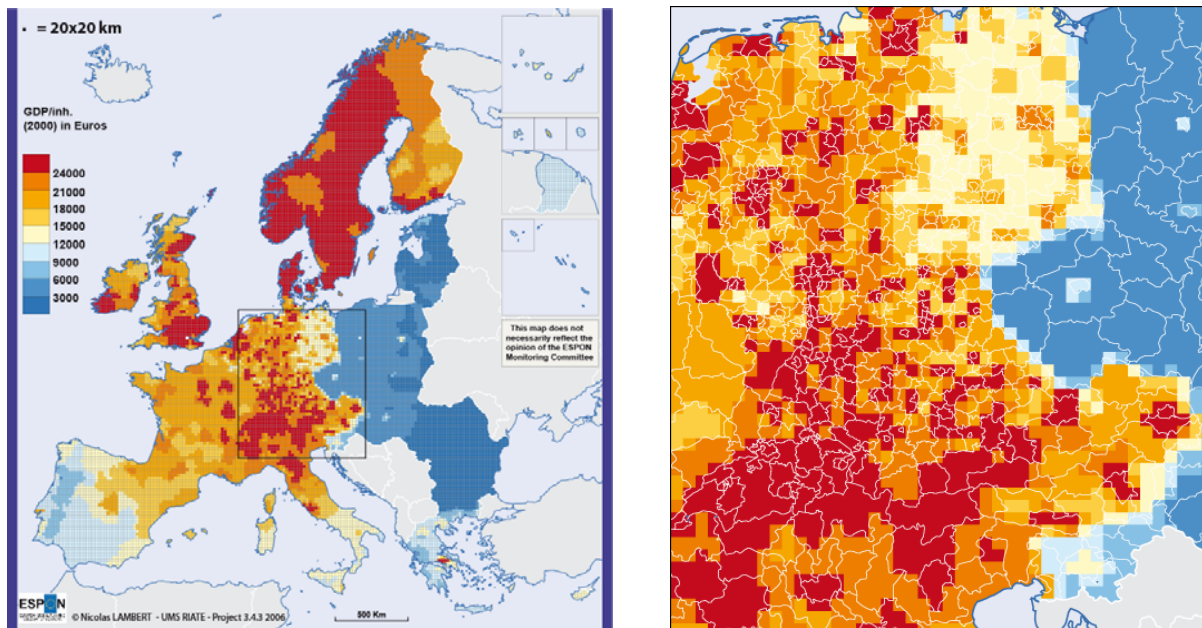 ▪ = 20x20 km
GDP/inh.
(2000) in Euros
24000
21000
18000
15000
12000
9000
6000
3000
This map does not
necessarily reflect the
opinion of the ESPON
Monitoring Committee
ESPON
© Nicolas LAMBERT - UMS RIATE - Project 3.4.3 2006
500 Km